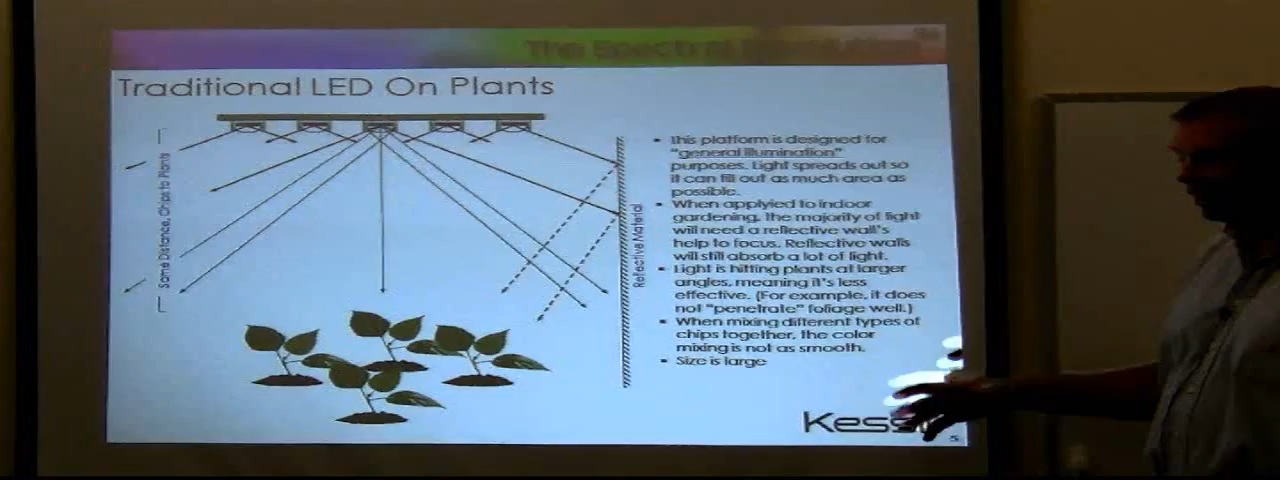 The Spectral
Traditional LED On Plants
Same Distance, Chips to Plants
Reflective Material
• This platform is designed for
"general illumination"
purposes. Light spreads out so
it can fill out as much area as
possible.
• When applyied to indoor
gardening, the majority of light
will need a reflective wall's
help to focus. Reflective walls
will still absorb a lot of light.
• Light is hitting plants at larger
angles, meaning it's less
effective. (For example, it does
not "penetrate" foliage well.)
• When mixing different types of
chips together, the color
mixing is not as smooth.
• Size is large
Kessil
5